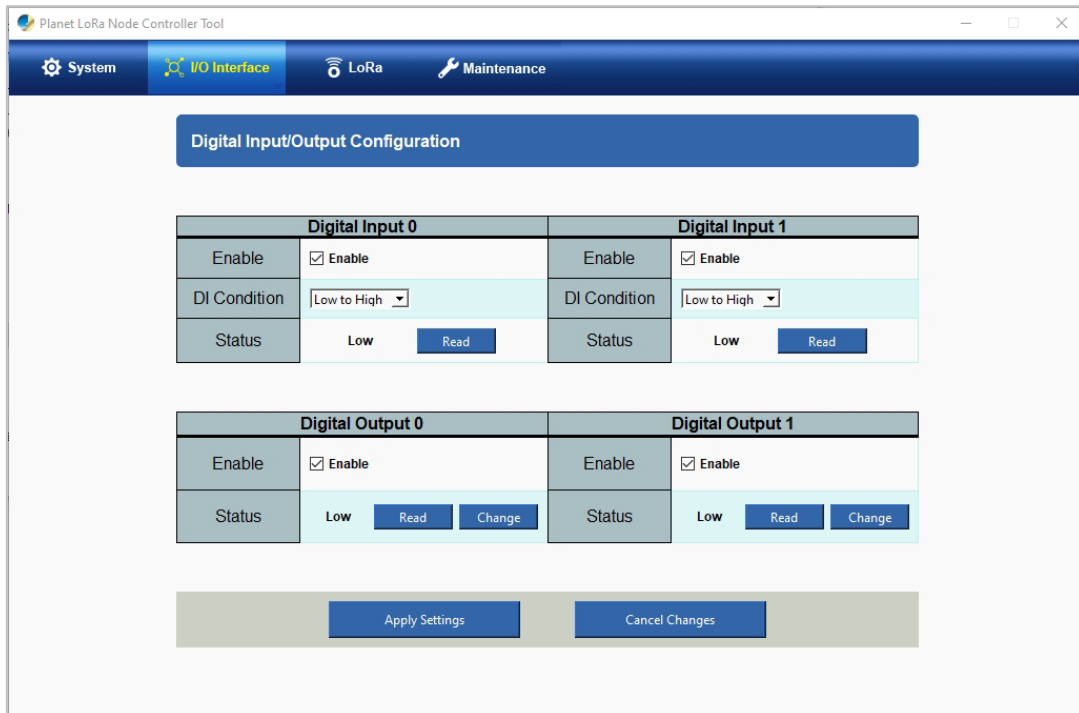 Planet LoRa Node Controller Tool
System I/O Interface LoRa Maintenance
Digital Input/Output Configuration
Digital Input 0 Digital Input 1
Enable Enable Enable Enable
DI Condition Low to High DI Condition Low to High
Status Low Read Status Low Read
Digital Output 0 Digital Output 1
Enable Enable Enable Enable
Status Low Read Change Status Low Read Change
Apply Settings Cancel Changes